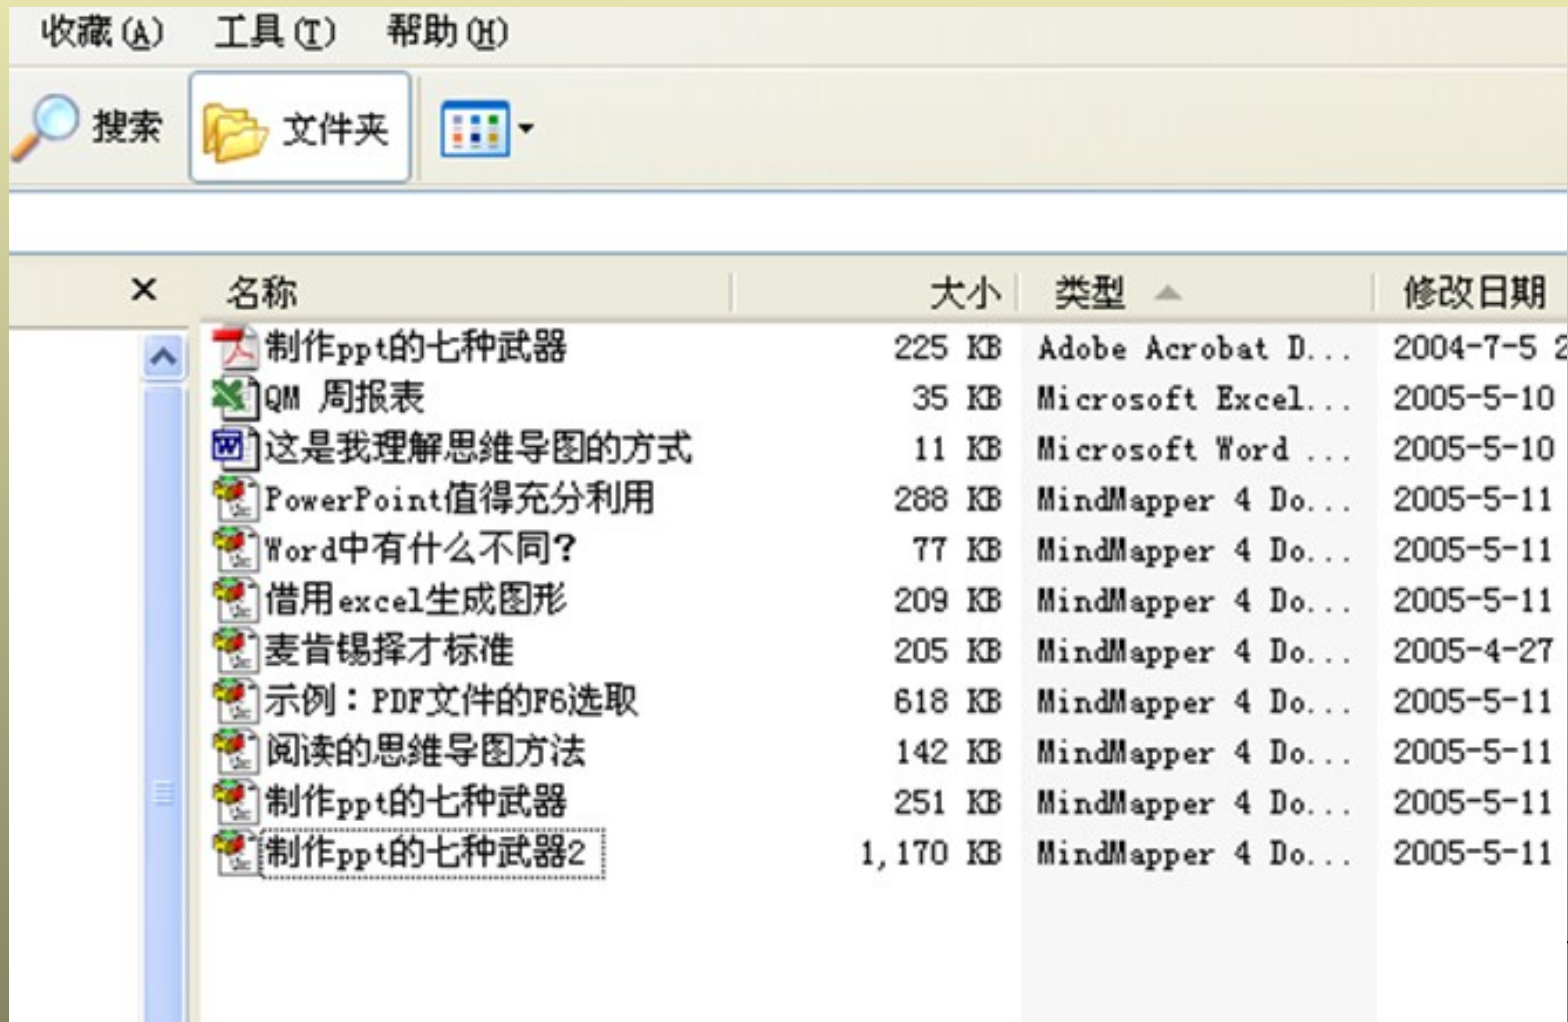 收藏(A) 工具(T) 帮助(H)
搜索 文件夹
名称 大小 类型 修改日期
制作ppt的七种武器 225 KB Adobe Acrobat D... 2004-7-5 2
QM 周报表 35 KB Microsoft Excel... 2005-5-10
这是我理解思维导图的方式 11 KB Microsoft Word ... 2005-5-10
PowerPoint值得充分利用 288 KB MindMapper 4 Do... 2005-5-11
Word中有什么不同? 77 KB MindMapper 4 Do... 2005-5-11
借用excel生成图形 209 KB MindMapper 4 Do... 2005-5-11
麦肯锡择才标准 205 KB MindMapper 4 Do... 2005-4-27
示例：PDF文件的F6选取 618 KB MindMapper 4 Do... 2005-5-11
阅读的思维导图方法 142 KB MindMapper 4 Do... 2005-5-11
制作ppt的七种武器 251 KB MindMapper 4 Do... 2005-5-11
制作ppt的七种武器2 1,170 KB MindMapper 4 Do... 2005-5-11